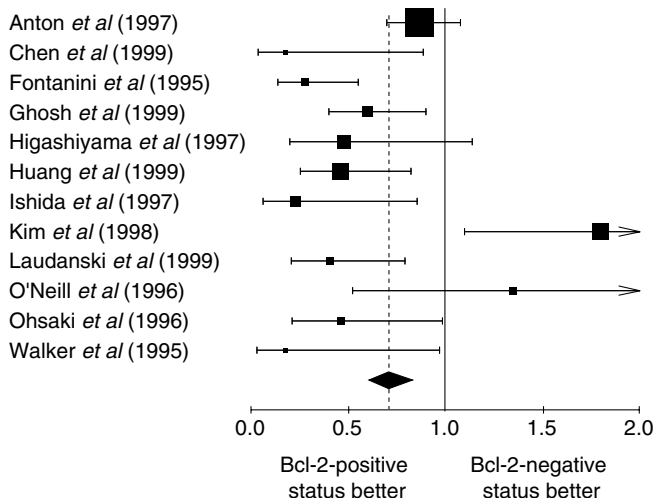 Anton et al (1997)
Chen et al (1999)
Fontanini et al (1995)
Ghosh et al (1999)
Higashiyama et al (1997)
Huang et al (1999)
Ishida et al (1997)
Kim et al (1998)
Laudanski et al (1999)
O'Neill et al (1996)
Ohsaki et al (1996)
Walker et al (1995)
0.0 0.5 1.0 1.5 2.0
Bcl-2-positive
status better
Bcl-2-negative
status better